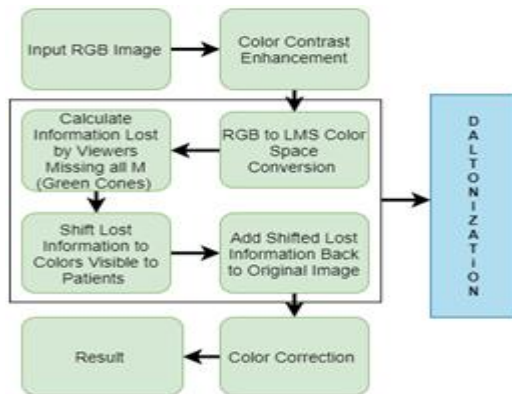 Input RGB Image
Color Contrast
Enhancement
Calculate
Information Lost
by Viewers
Missing all M
(Green Cones)
RGB to LMS Color
Space
Conversion
Shift Lost
Information to
Colors Visible to
Patients
Add Shifted Lost
Information Back
to Original Image
Result
Color Correction
D
A
L
T
O
N
I
Z
A
T
i
O
N